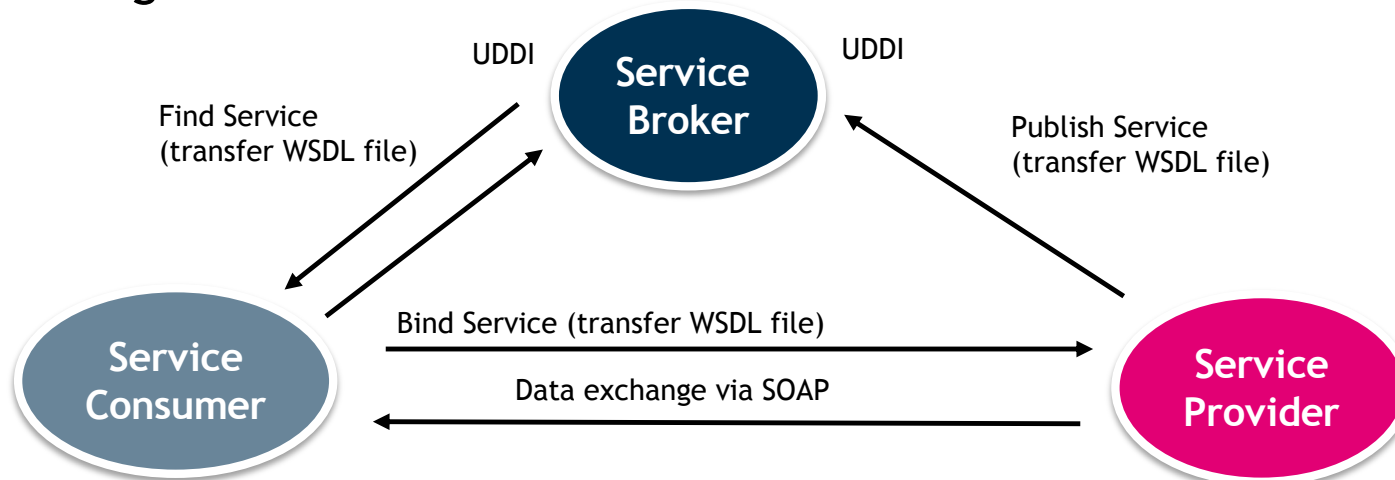 UDDI
Service
Broker
UDDI
Find Service
(transfer WSDL file)
Publish Service
(transfer WSDL file)
Bind Service (transfer WSDL file)
Data exchange via SOAP
Service
Consumer
Service
Provider